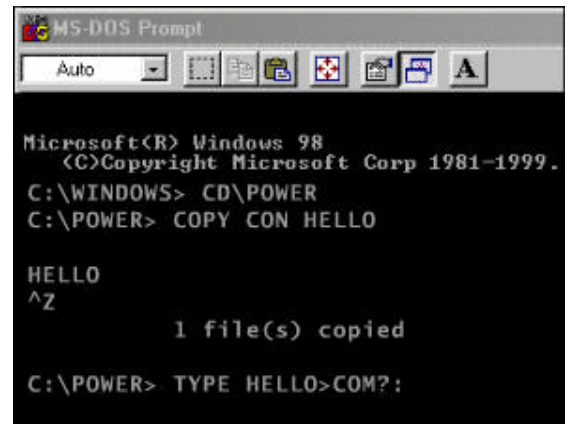 MS-DOS Prompt
Auto A
Microsoft(R) Windows 98
(C)Copyright Microsoft Corp 1981-1999.
C:\WINDOWS> CD\POWER
C:\POWER> COPY CON HELLO
HELLO
^Z
1 file(s) copied
C:\POWER> TYPE HELLO>COM?: